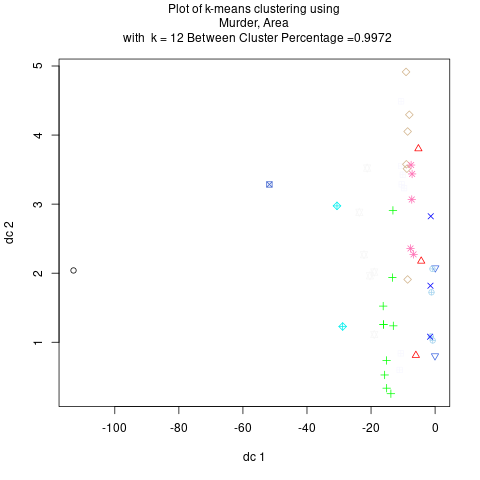 Plot of k-means clustering using
Murder, Area
with k = 12 Between Cluster Percentage =0.9972
5
4
3
2
1
dc 2
-100 -80 -60 -40 -20 0
dc 1